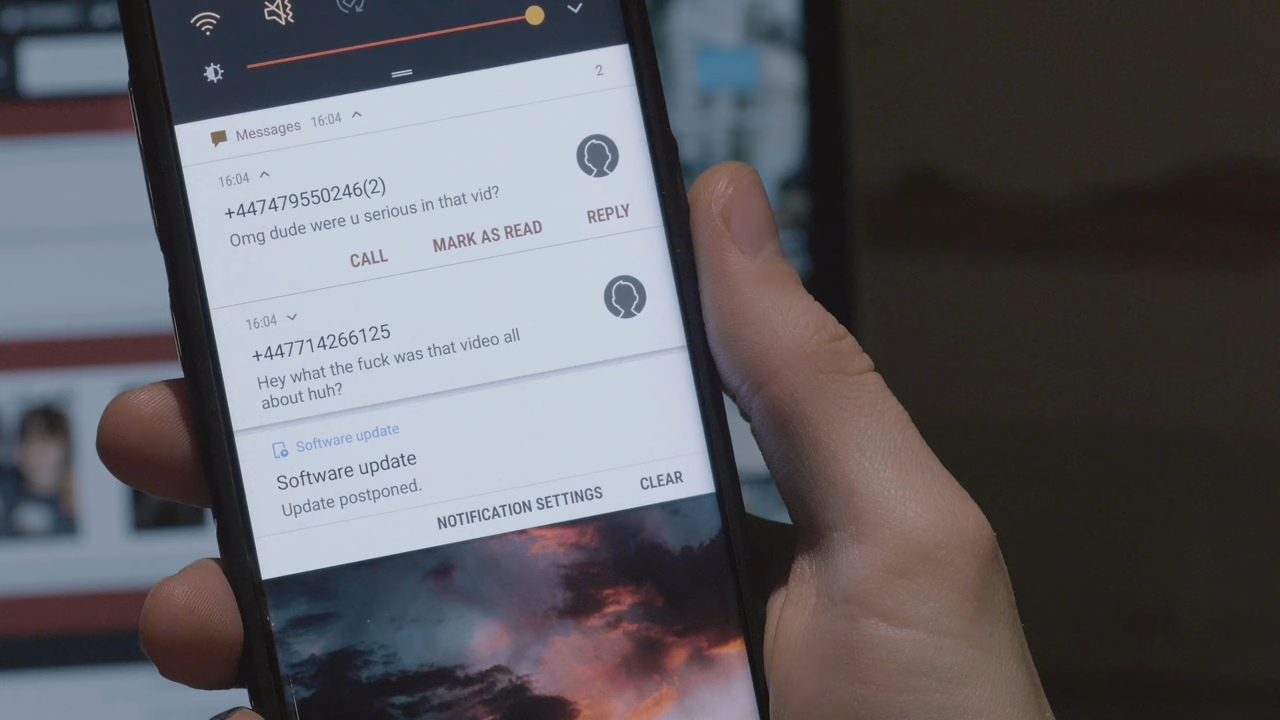 2
Messages 16:04
16:04
+447479550246(2)
Omg dude were u serious in that vid?
CALL MARK AS READ REPLY
16:04
+447714266125
Hey what the fuck was that video all
about huh?
Software update
Software update
Update postponed.
NOTIFICATION SETTINGS CLEAR